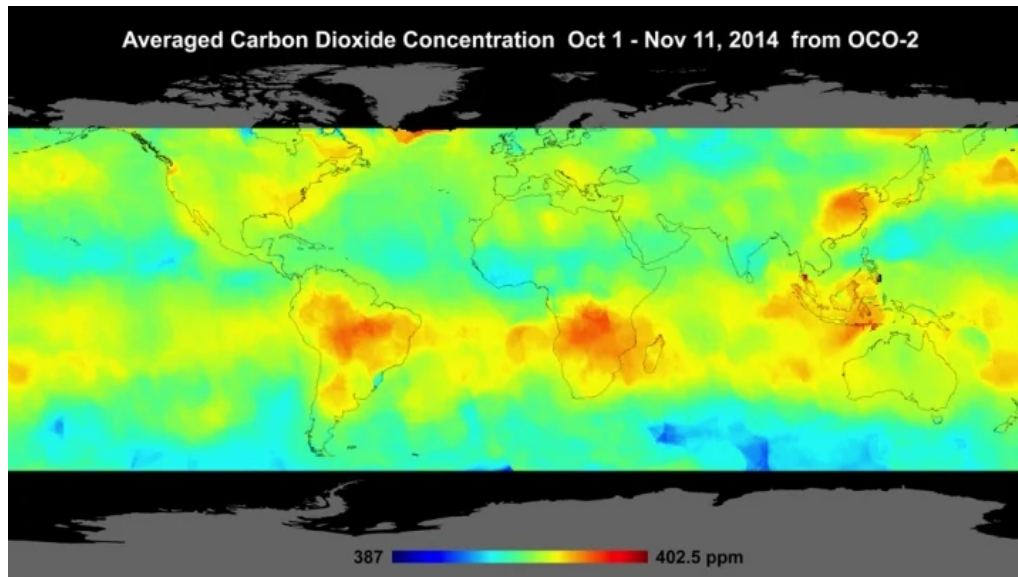 Averaged Carbon Dioxide Concentration Oct 1 - Nov 11, 2014 from OCO-2
387 402.5 ppm